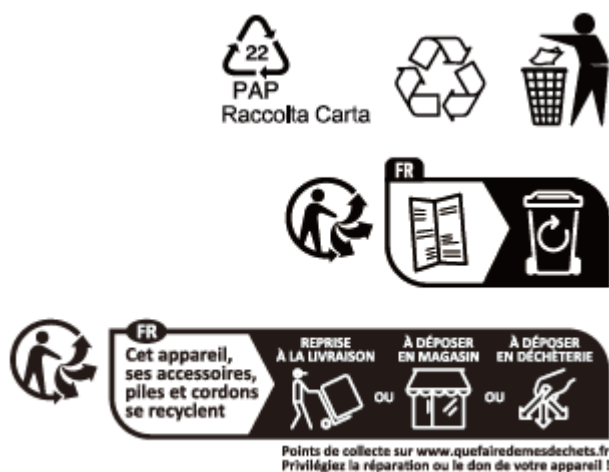 22
PAP
Raccolta Carta
FR
FR
Cet appareil,
ses accessoires,
piles et cordons
se recyclent
REPRISE
À LA LIVRAISON
OU
À DÉPOSER
EN MAGASIN
OU
À DÉPOSER
EN DÉCHÈTERIE
Points de collecte sur www.quefairedemesdechets.fr
Privilégiez la réparation ou le don de votre appareil !